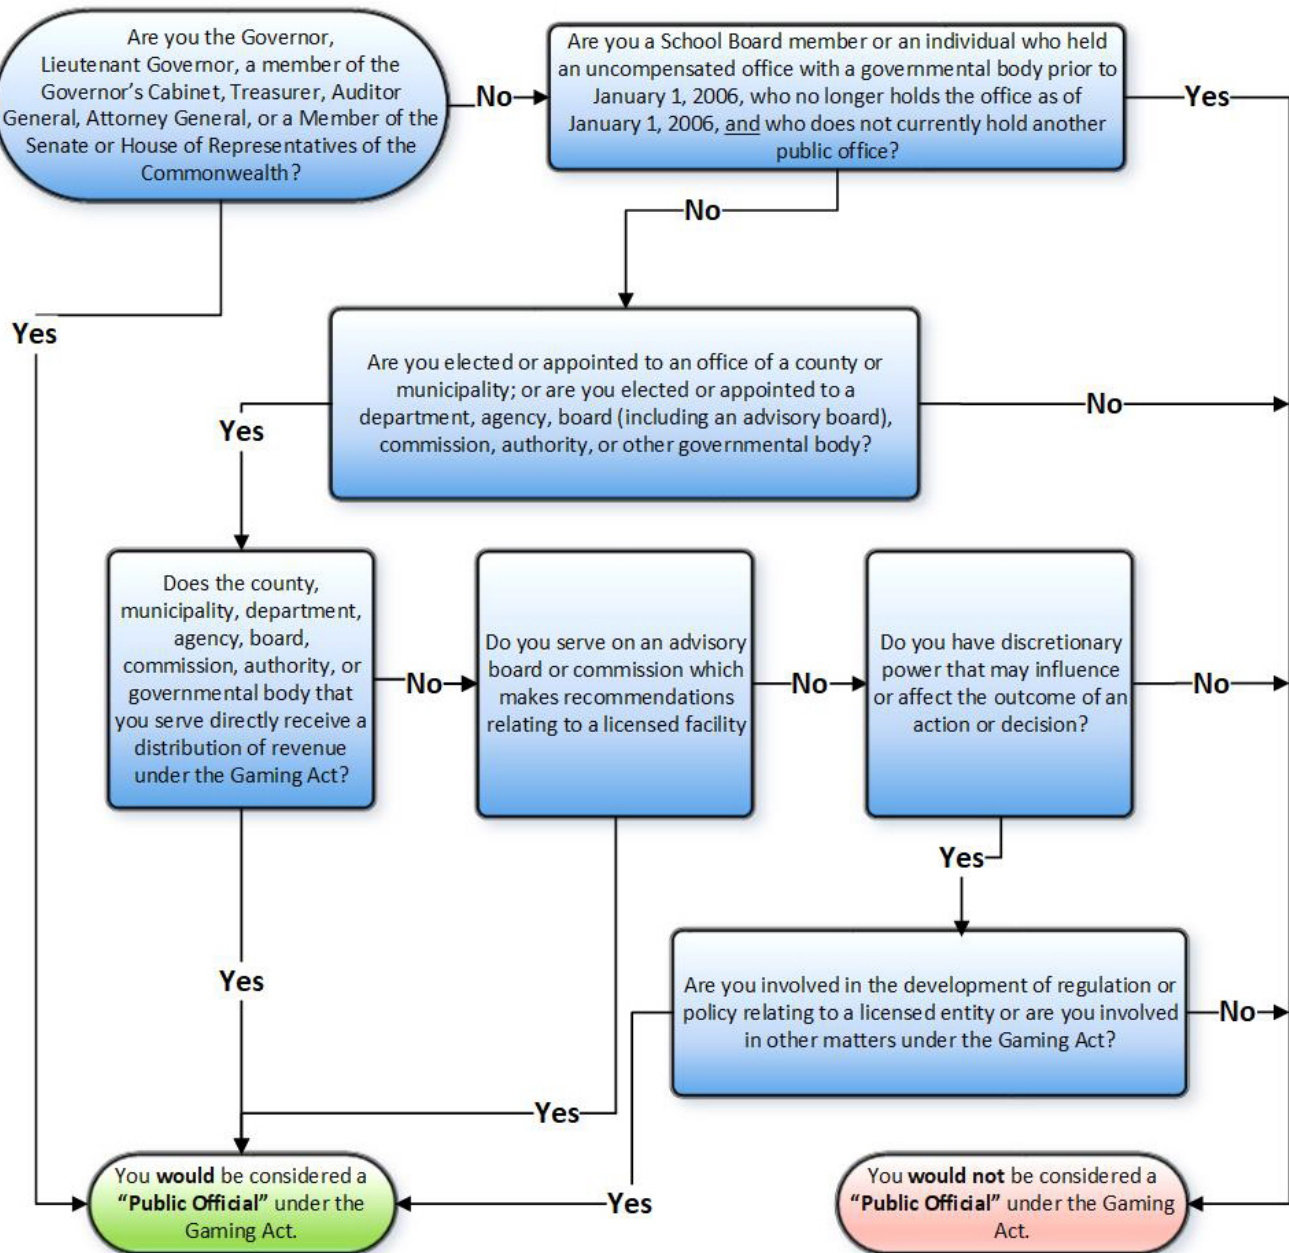 Are you the Governor,
Lieutenant Governor, a member of the
Governor's Cabinet, Treasurer, Auditor
General, Attorney General, or a Member of the
Senate or House of Representatives of the
Commonwealth?
No
Are you a School Board member or an individual who held
an uncompensated office with a governmental body prior to
January 1, 2006, who no longer holds the office as of
January 1, 2006, and who does not currently hold another
public office?
Yes
No
Yes
Are you elected or appointed to an office of a county or
municipality; or are you elected or appointed to a
department, agency, board (including an advisory board),
commission, authority, or other governmental body?
No
Yes
Does the county,
municipality, department,
agency, board,
commission, authority, or
governmental body that
you serve directly receive a
distribution of revenue
under the Gaming Act?
No
Do you serve on an advisory
board or commission which
makes recommendations
relating to a licensed facility
No
Do you have discretionary
power that may influence
or affect the outcome of an
action or decision?
No
Yes
Yes
Are you involved in the development of regulation or
policy relating to a licensed entity or are you involved
in other matters under the Gaming Act?
No
Yes
Yes
You would be considered a
“Public Official” under the
Gaming Act.
You would not be considered a
“Public Official” under the Gaming
Act.